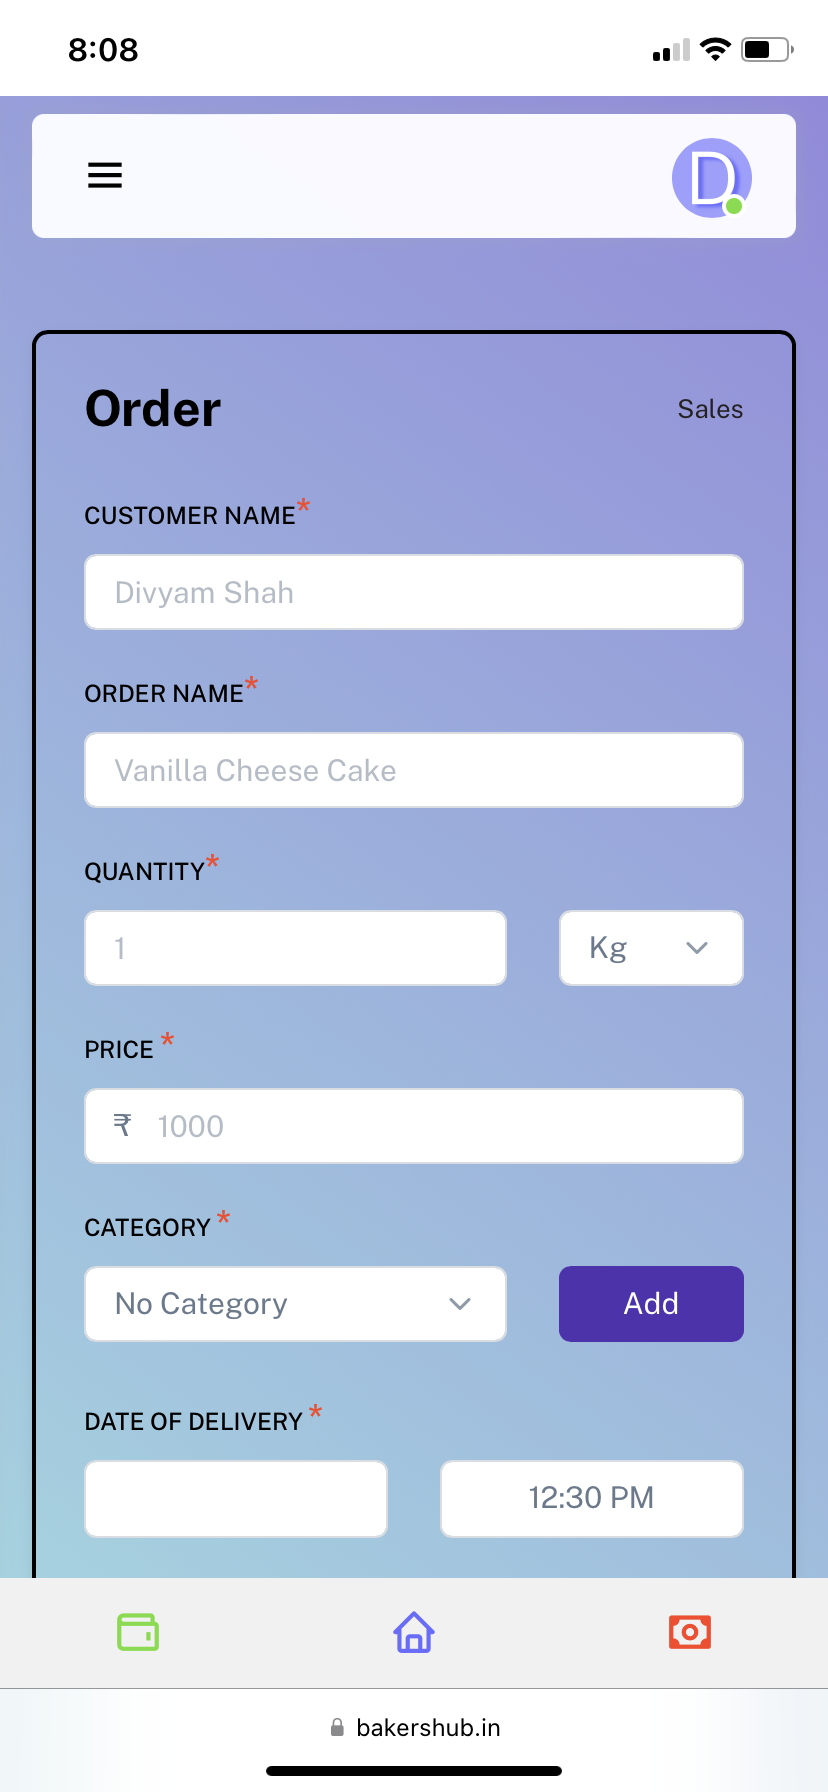 8:08
D
Order
Sales
CUSTOMER NAME*
Divyam Shah
ORDER NAME*
Vanilla Cheese Cake
QUANTITY*
1
Kg
PRICE *
₹ 1000
CATEGORY *
No Category
Add
DATE OF DELIVERY *
12:30 PM
bakershub.in